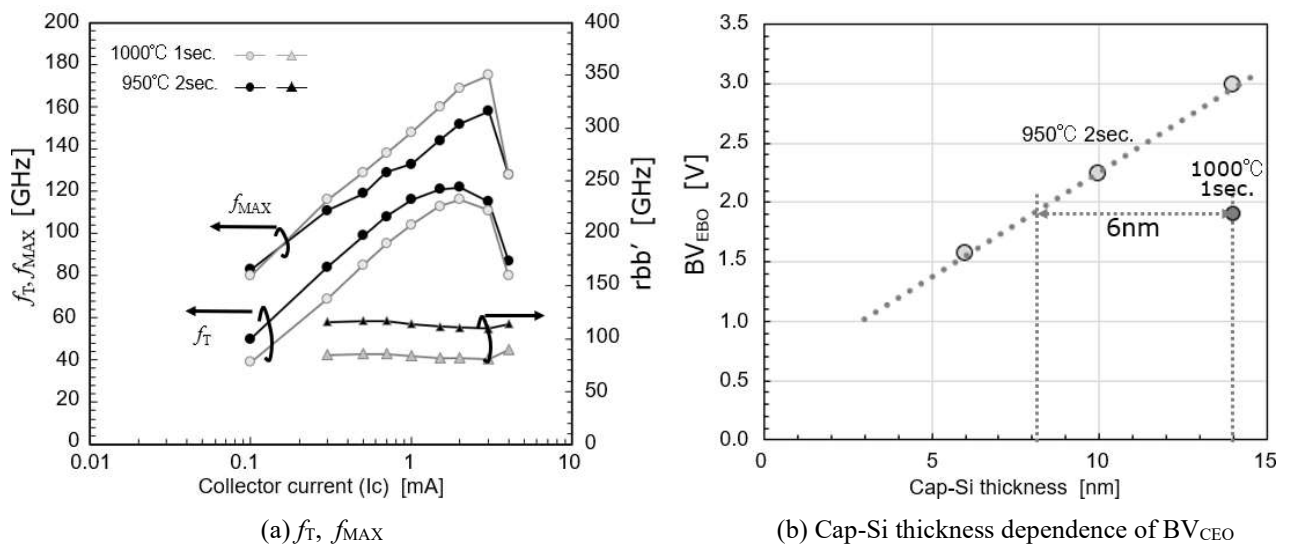 200
180
160
140
120
100
80
60
40
20
0
f_T, f_MAX [GHz]
1000℃ 1sec.
950℃ 2sec.
f_MAX
f_T
400
350
300
250
200
150
100
50
0
rbb' [GHz]
0.01
0.1
1
10
Collector current (Ic) [mA]
(a) f_T, f_MAX
3.5
3.0
2.5
2.0
1.5
1.0
0.5
0.0
BV_EBO [V]
950℃ 2sec.
1000℃
1sec.
6nm
0
5
10
15
Cap-Si thickness [nm]
(b) Cap-Si thickness dependence of BV_CEO